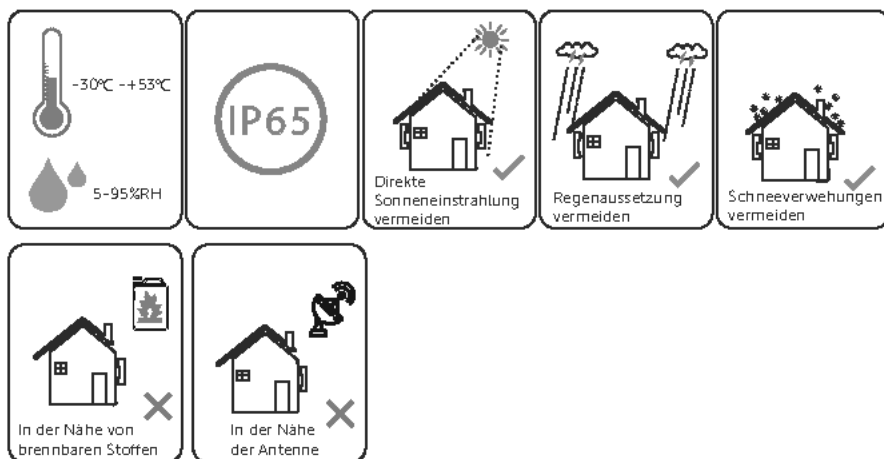 -30℃ -+53℃
5-95%RH
IP65
Direkte
Sonneneinstrahlung
vermeiden
Regenaussetzung
vermeiden
Schneeverwehungen
vermeiden
In der Nähe von
brennbaren Stoffen
In der Nähe
der Antenne